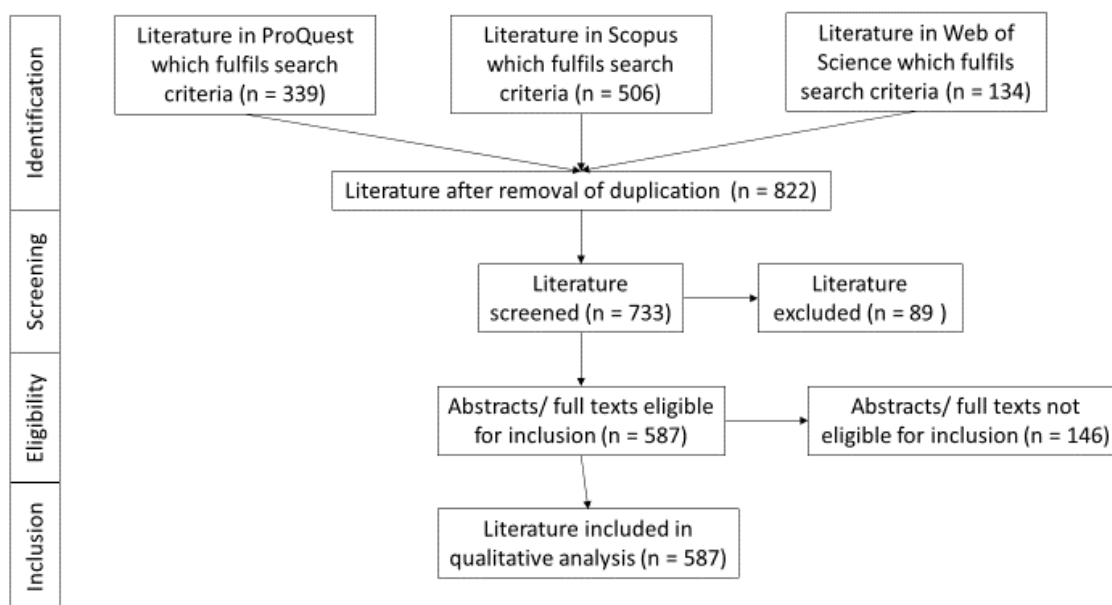 Identification
Literature in ProQuest
which fulfils search
criteria (n = 339)
Literature in Scopus
which fulfils search
criteria (n = 506)
Literature in Web of
Science which fulfils
search criteria (n = 134)
Literature after removal of duplication (n = 822)
Screening
Literature
screened (n = 733)
Literature
excluded (n = 89 )
Eligibility
Abstracts/ full texts eligible
for inclusion (n = 587)
Abstracts/ full texts not
eligible for inclusion (n = 146)
Inclusion
Literature included in
qualitative analysis (n = 587)